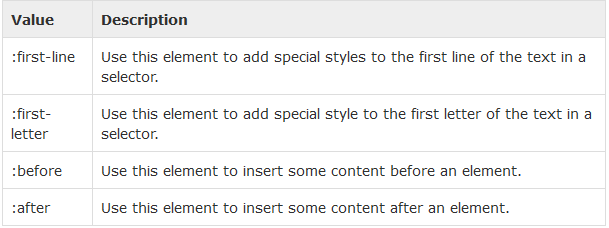 Value Description
:first-line Use this element to add special styles to the first line of the text in a
selector.
:first-
letter Use this element to add special style to the first letter of the text in a
selector.
:before Use this element to insert some content before an element.
:after Use this element to insert some content after an element.